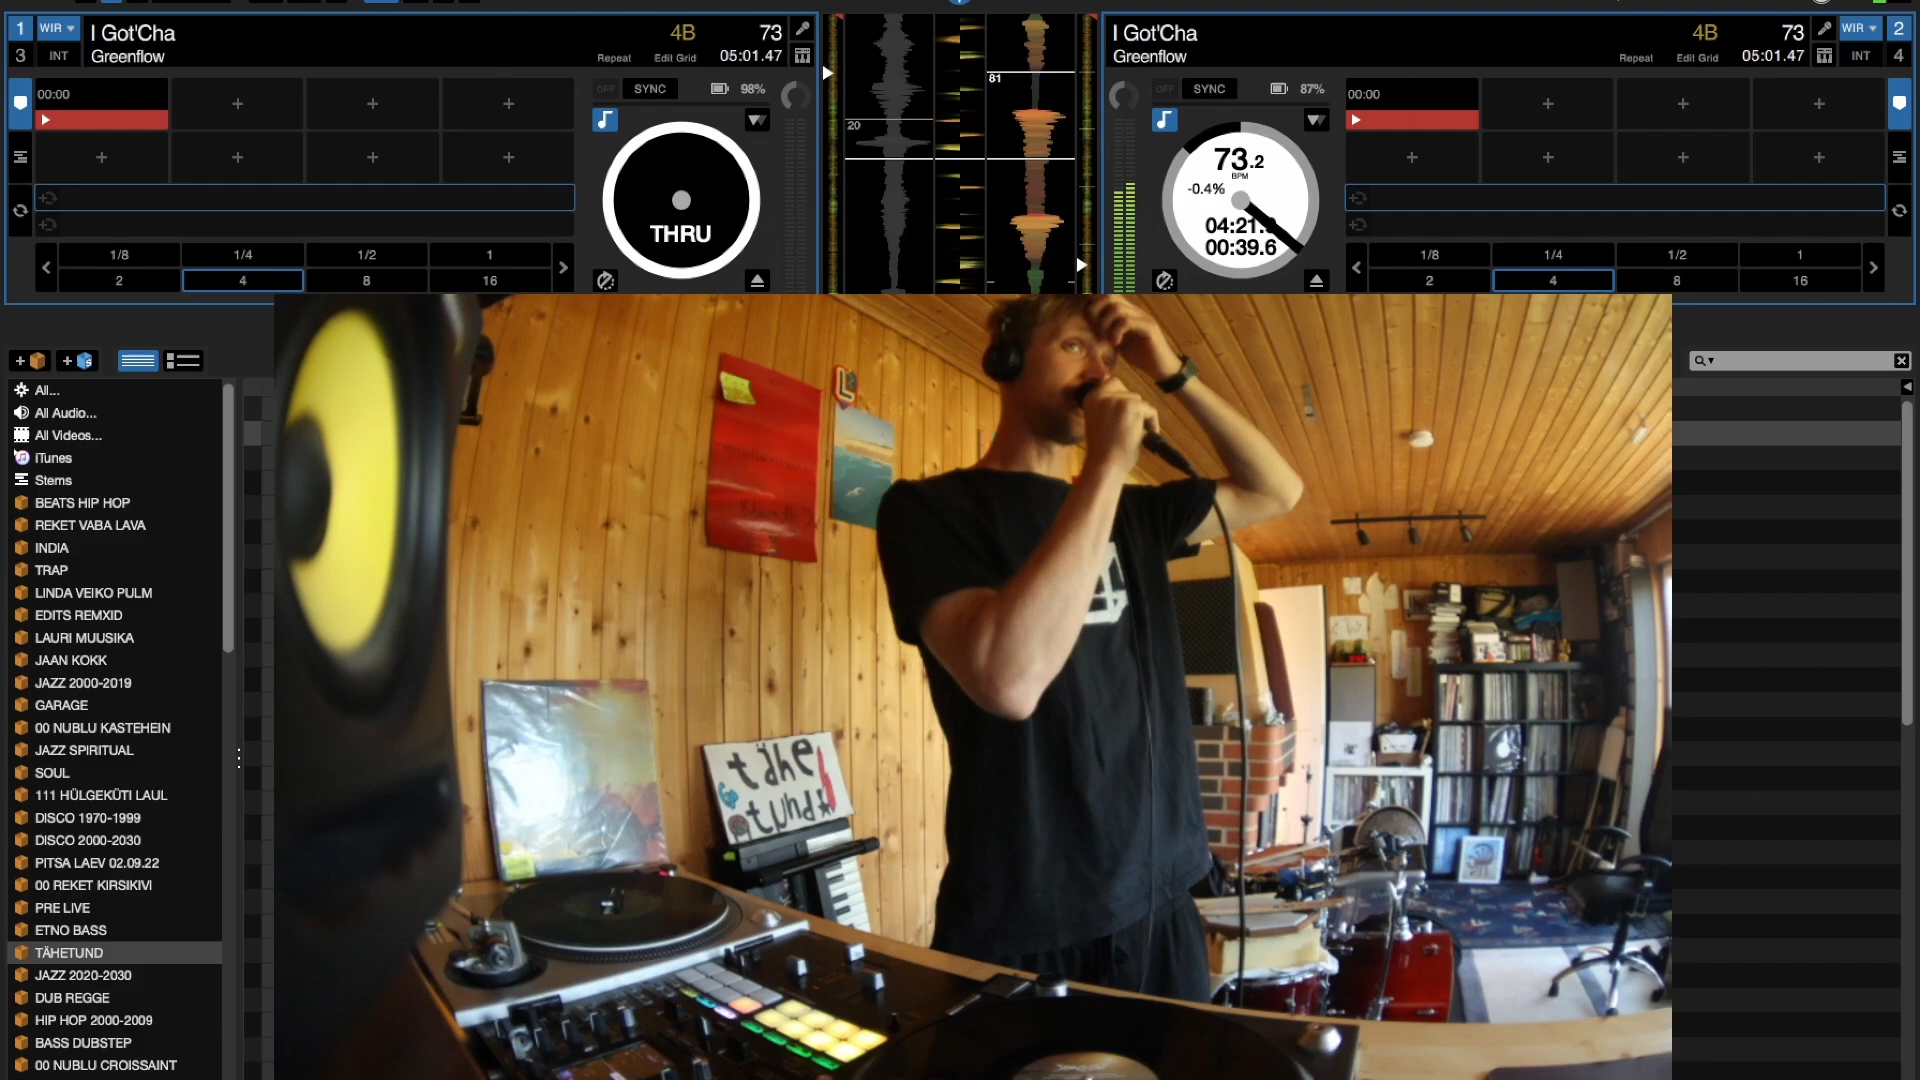 1 WIR I Got'Cha 4B 73
3 INT Greenflow Repeat Edit Grid 05:01.47
00:00
OFF SYNC 98%
THRU
1/8 1/4 1/2 1
2 4 8 16
20
81
I Got'Cha 4B 73 WIR 2
Greenflow Repeat Edit Grid 05:01.47 INT 4
OFF SYNC 87%
00:00
73.2
BPM
-0.4%
04:21.
00:39.6
1/8 1/4 1/2 1
2 4 8 16
All...
All Audio...
All Videos...
iTunes
Stems
BEATS HIP HOP
REKET VABA LAVA
INDIA
TRAP
LINDA VEIKO PULM
EDITS REMXID
LAURI MUUSIKA
JAAN KOKK
JAZZ 2000-2019
GARAGE
00 NUBLU KASTEHEIN
JAZZ SPIRITUAL
SOUL
111 HÜLGEKÜTI LAUL
DISCO 1970-1999
DISCO 2000-2030
PITSA LAEV 02.09.22
00 REKET KIRSIKIVI
PRE LIVE
ETNO BASS
TÄHETUND
JAZZ 2020-2030
DUB REGGE
HIP HOP 2000-2009
BASS DUBSTEP
00 NUBLU CROISSAINT
tähe
tund